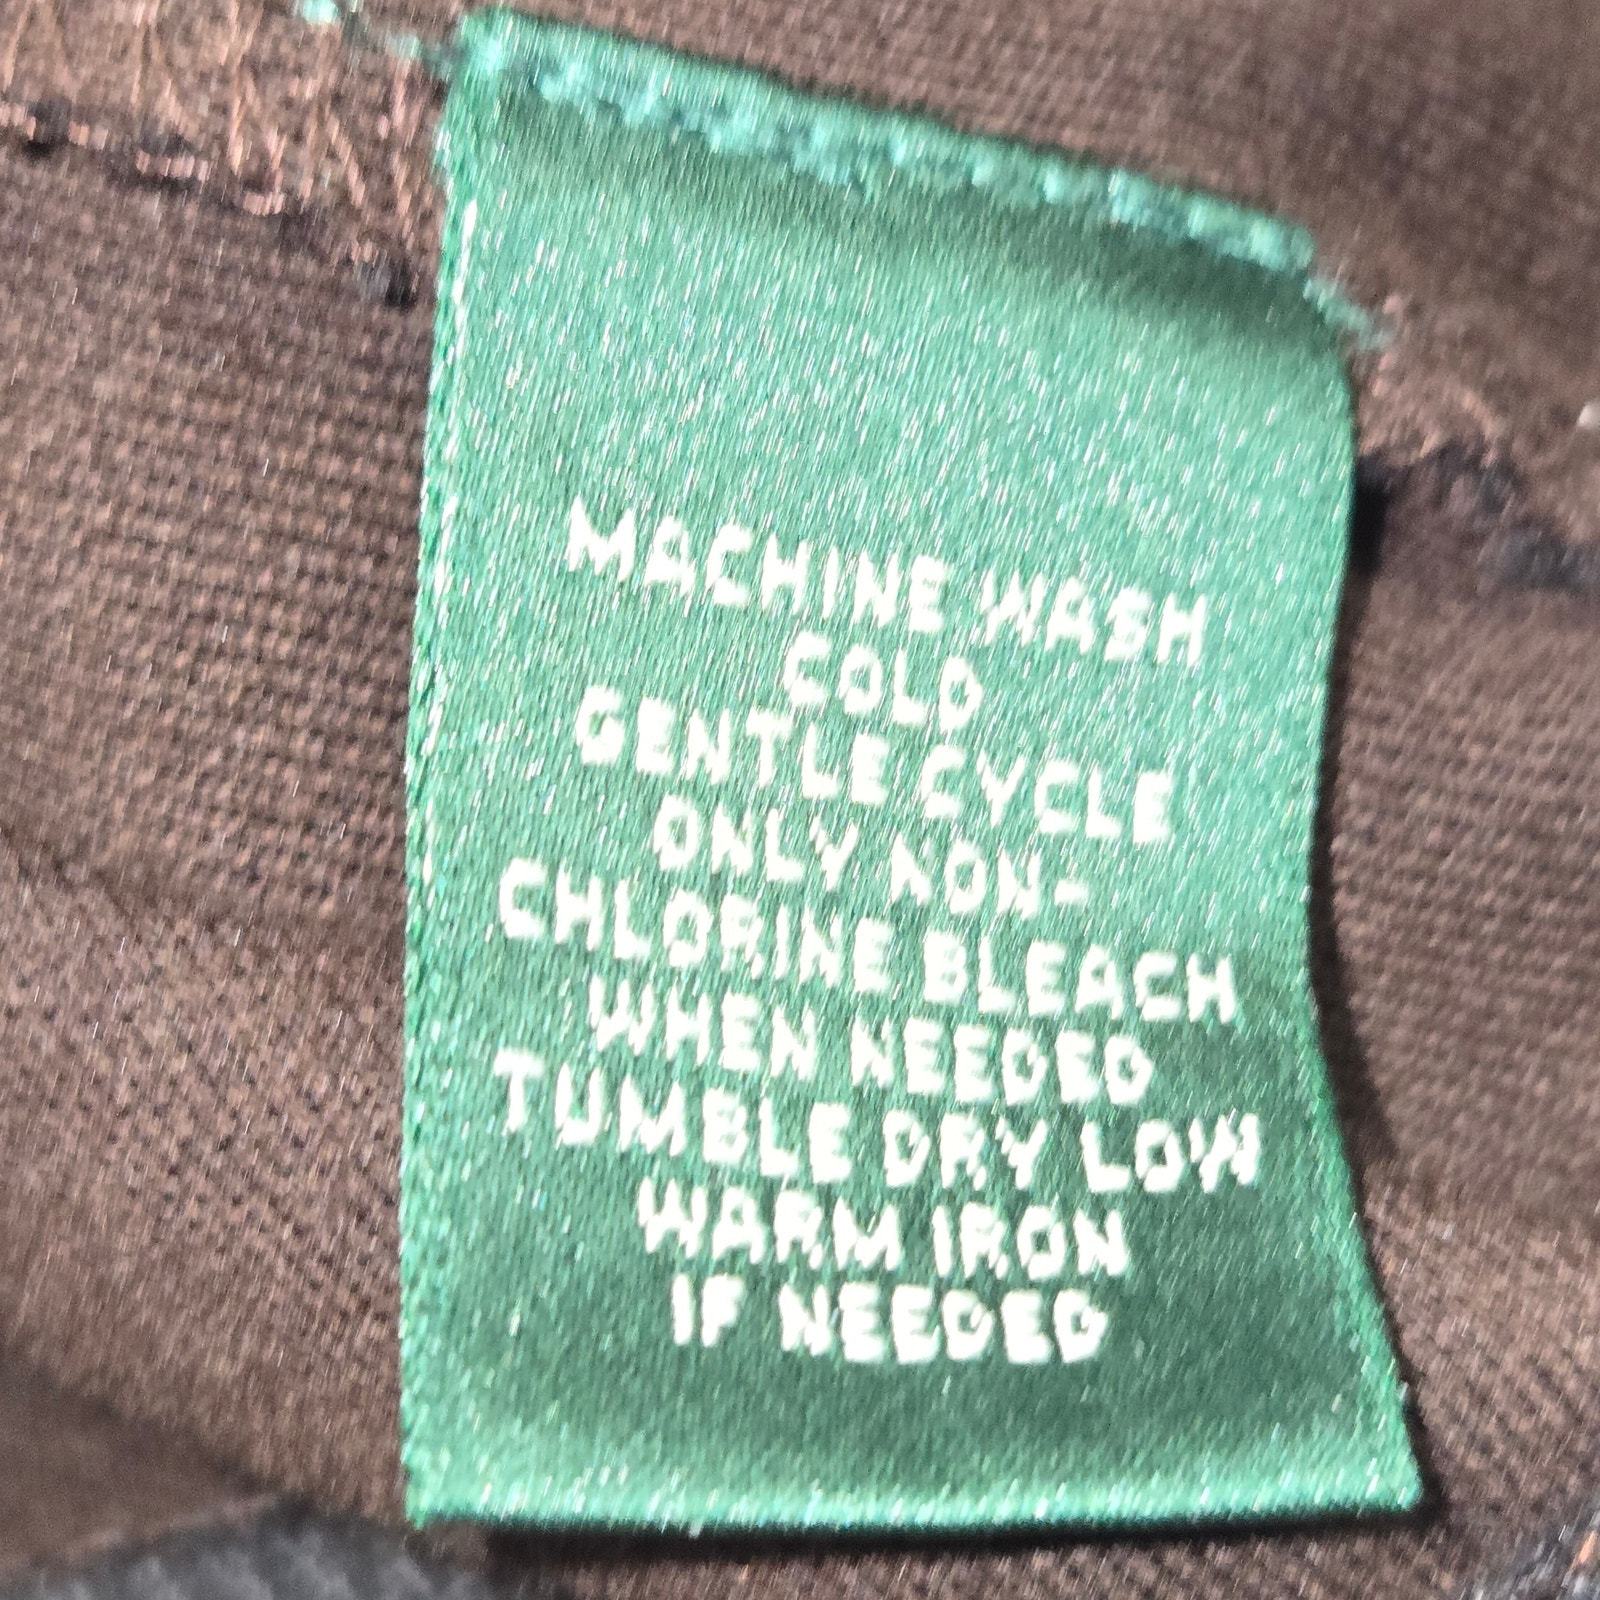 MACHINE WASH
COLD
GENTLE CYCLE
ONLY NON-
CHLORINE BLEACH
WHEN NEEDED
TUMBLE DRY LOW
WARM IRON
IF NEEDED